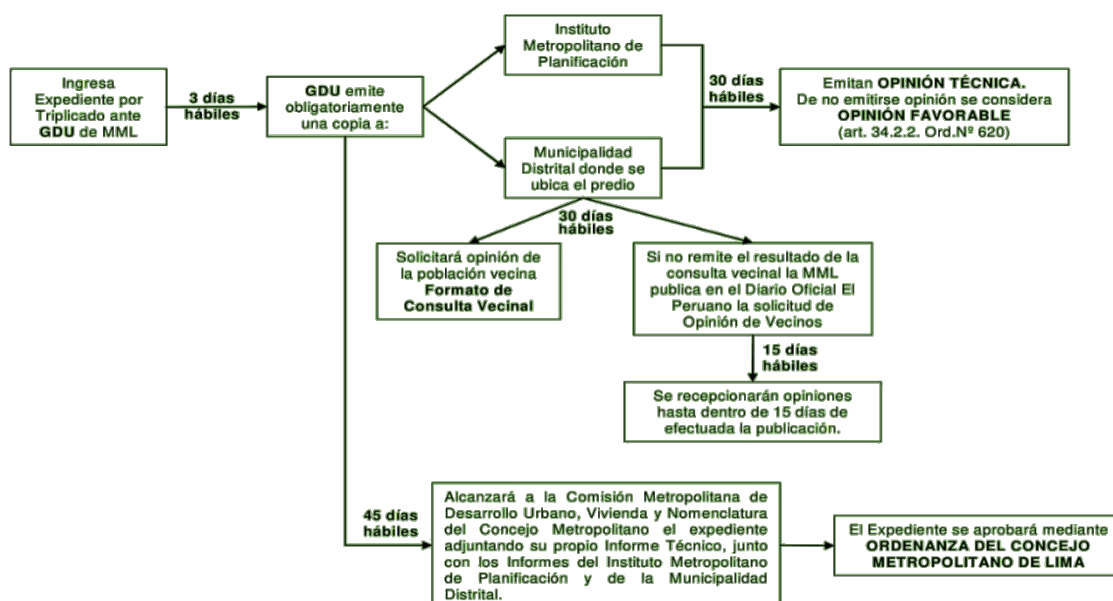 Ingresa
Expediente por
Triplicado ante
GDU de MML
3 días
hábiles
GDU emite
obligatoriamente
una copia a:
Instituto
Metropolitano de
Planificación
Municipalidad
Distrital donde se
ubica el predio
30 días
hábiles
Emitan OPINIÓN TÉCNICA.
De no emitirse opinión se considera
OPINIÓN FAVORABLE
(art. 34.2.2. Ord.Nº 620)
30 días
hábiles
Solicitará opinión de
la población vecina
Formato de
Consulta Vecinal
Si no remite el resultado de la
consulta vecinal la MML
publica en el Diario Oficial El
Peruano la solicitud de
Opinión de Vecinos
15 días
hábiles
Se recepcionarán opiniones
hasta dentro de 15 días de
efectuada la publicación.
45 días
hábiles
Alcanzará a la Comisión Metropolitana de
Desarrollo Urbano, Vivienda y Nomenclatura
del Concejo Metropolitano el expediente
adjuntando su propio Informe Técnico, junto
con los Informes del Instituto Metropolitano
de Planificación y de la Municipalidad
Distrital.
El Expediente se aprobará mediante
ORDENANZA DEL CONCEJO
METROPOLITANO DE LIMA